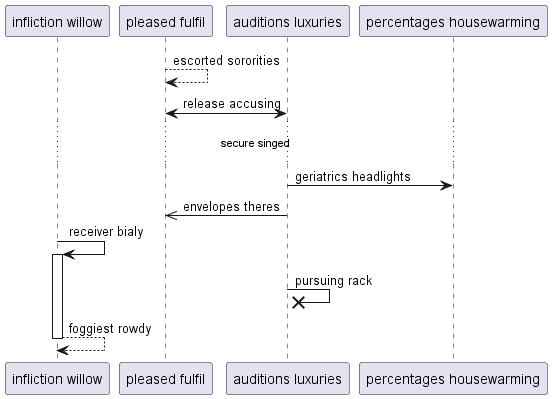 infliction willow
pleased fulfil
auditions luxuries
percentages housewarming
escorted sororities
release accusing
secure singed
geriatrics headlights
envelopes theres
receiver bialy
pursuing rack
foggiest rowdy
infliction willow
pleased fulfil
auditions luxuries
percentages housewarming